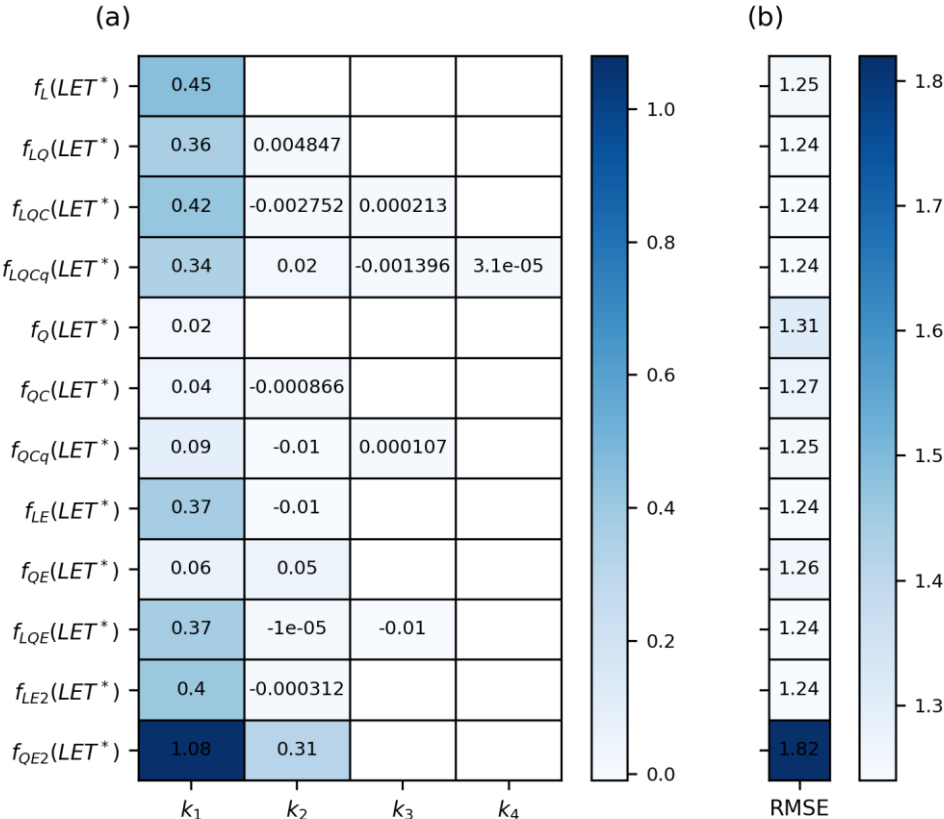 (a) (b)
f_L(LET*) 0.45 1.25
f_LQ(LET*) 0.36 0.004847 1.24
f_LQC(LET*) 0.42 -0.002752 0.000213 1.24
f_LQCq(LET*) 0.34 0.02 -0.001396 3.1e-05 1.24
f_Q(LET*) 0.02 1.31
f_QC(LET*) 0.04 -0.000866 1.27
f_QCq(LET*) 0.09 -0.01 0.000107 1.25
f_LE(LET*) 0.37 -0.01 1.24
f_QE(LET*) 0.06 0.05 1.26
f_LQE(LET*) 0.37 -1e-05 -0.01 1.24
f_LE2(LET*) 0.4 -0.000312 1.24
f_QE2(LET*) 1.08 0.31 1.82
k_1 k_2 k_3 k_4 RMSE
1.0
0.8
0.6
0.4
0.2
0.0
1.8
1.7
1.6
1.5
1.4
1.3